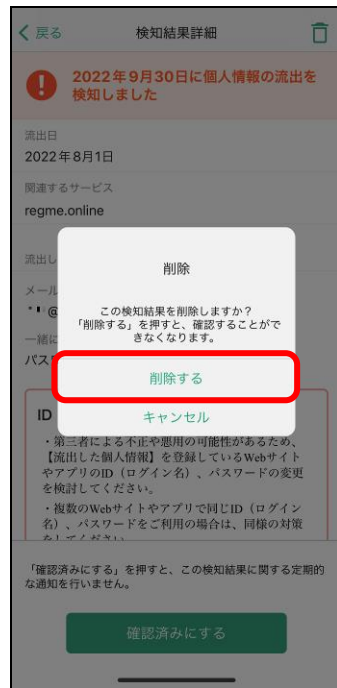 戻る 検知結果詳細
2022年9月30日に個人情報の流出を
検知しました
流出日
2022年8月1日
関連するサービス
regme.online
流出し
削除
メール
この検知結果を削除しますか？
「削除する」を押すと、確認することがで
きなくなります。
一緒に
パス
削除する
ID
キャンセル
・第三者による不正や悪用の可能性があるため、
【流出した個人情報】を登録しているWebサイト
やアプリのID（ログイン名）、パスワードの変更
を検討してください。
・複数のWebサイトやアプリで同じID（ログイン
名）、パスワードをご利用の場合は、同様の対策
をしてください
「確認済みにする」を押すと、この検知結果に関する定期的
な通知を行いません。
確認済みにする